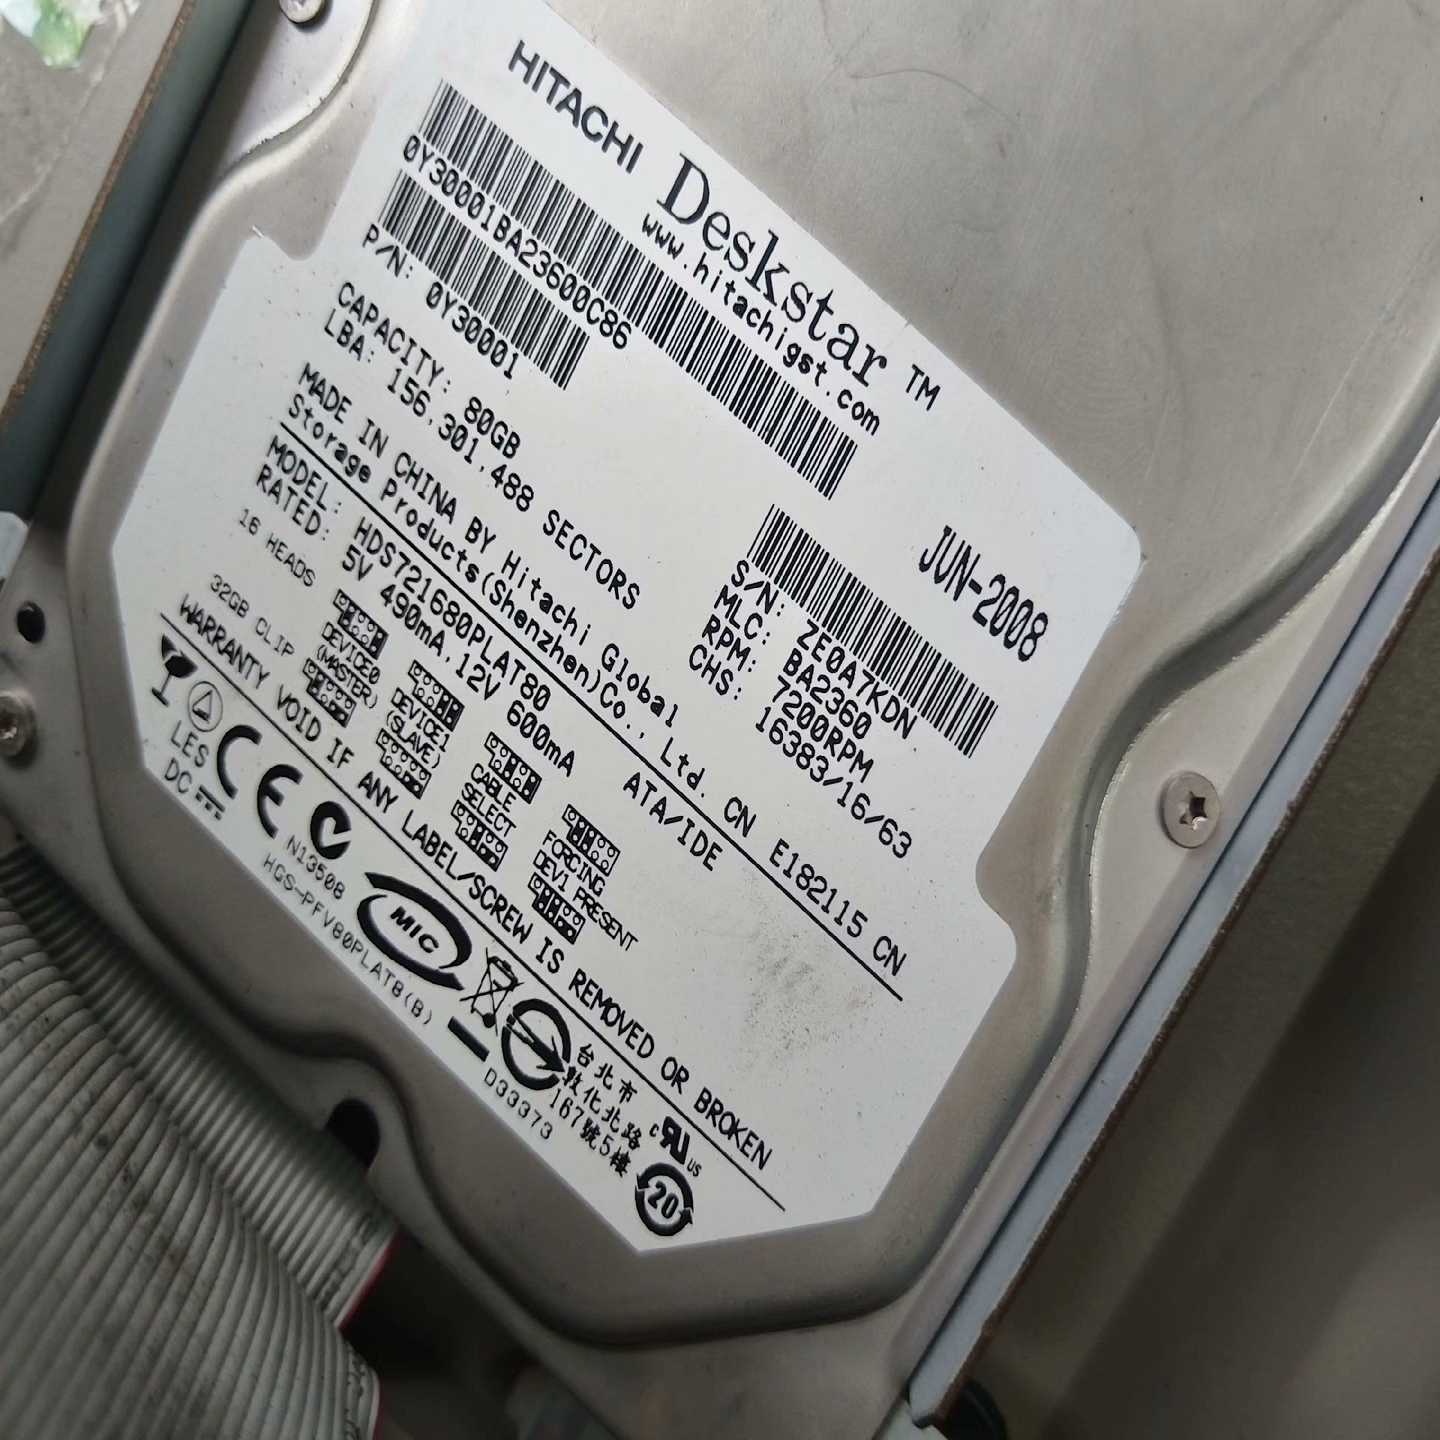 HITACHI Deskstar™
www.hitachigst.com
0Y30001BA23600C86
P/N: 0Y30001
JUN-2008
CAPACITY: 80GB
LBA: 156,301,488 SECTORS
S/N: ZE0A7KDN
MLC: BA2360
RPM: 7200RPM
CHS: 16383/16/63
MADE IN CHINA BY Hitachi Global
Storage Products(Shenzhen)Co., Ltd. CN E182115 CN
MODEL: HDS721680PLAT80 ATA/IDE
RATED: 5V 490mA, 12V 600mA
16 HEADS
DEVICE0
(MASTER)
DEVICE1
(SLAVE)
CABLE
SELECT
FORCING
DEV1 PRESENT
32GB CLIP
WARRANTY VOID IF ANY LABEL/SCREW IS REMOVED OR BROKEN
LES
DC
CE
N13508
MIC
HGS-PFV80PLAT8(B)
D33373
台北市
敦化北路
167號5樓
c RU US
20